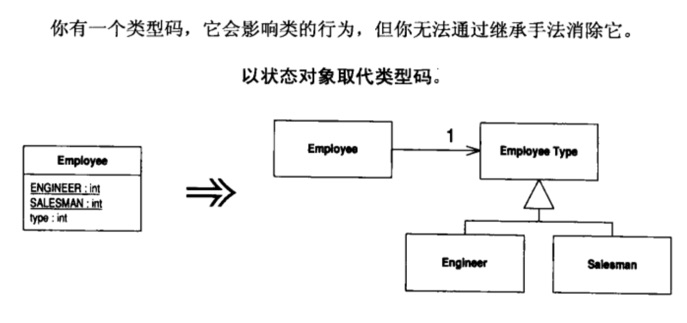 你有一个类型码，它会影响类的行为，但你无法通过继承手法消除它。
以状态对象取代类型码。
Employee
ENGINEER : int
SALESMAN : int
type : int
Employee
1
Employee Type
Engineer
Salesman